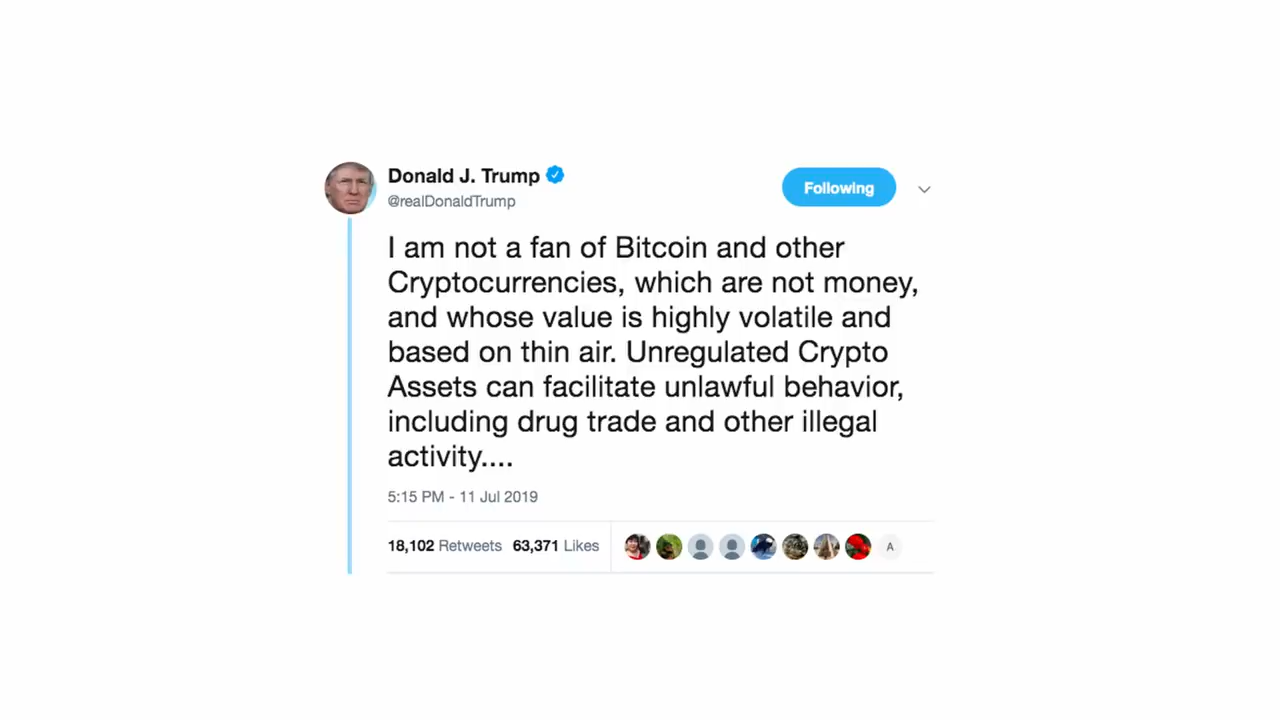 Donald J. Trump
@realDonaldTrump
Following
I am not a fan of Bitcoin and other
Cryptocurrencies, which are not money,
and whose value is highly volatile and
based on thin air. Unregulated Crypto
Assets can facilitate unlawful behavior,
including drug trade and other illegal
activity....
5:15 PM - 11 Jul 2019
18,102 Retweets 63,371 Likes
A